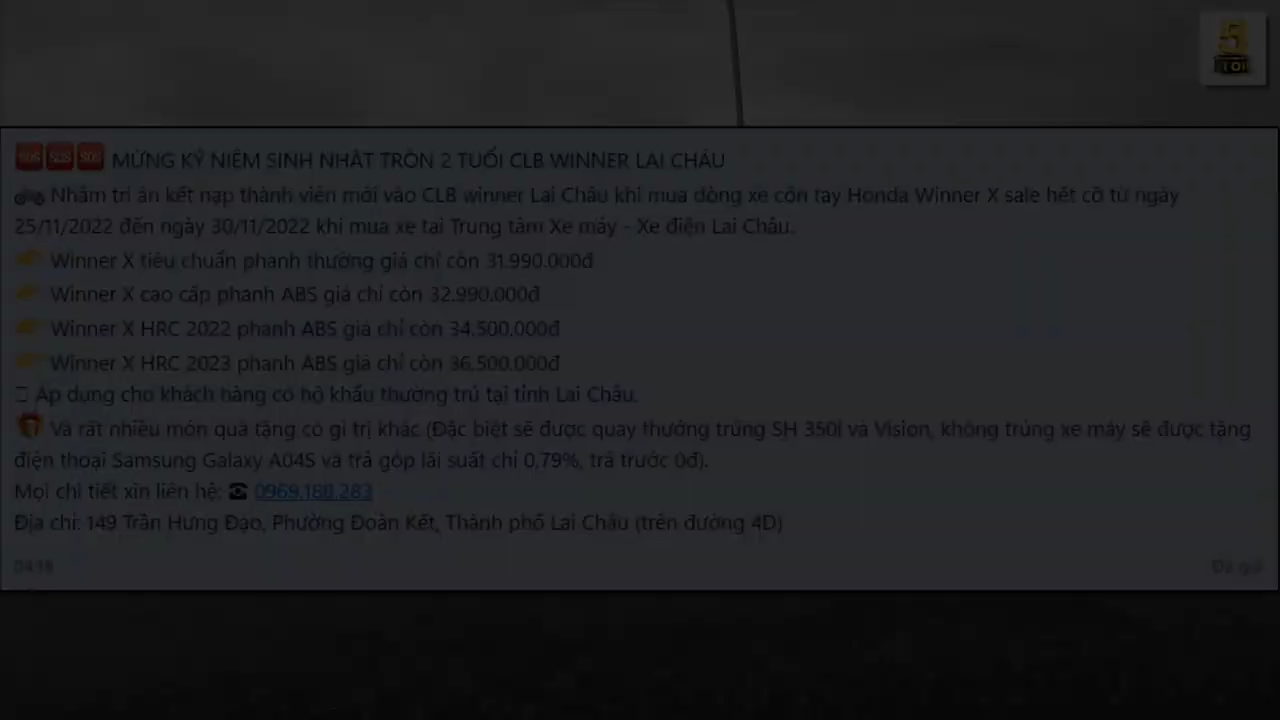 SOS SOS SOS MỪNG KỶ NIỆM SINH NHẬT TRÒN 2 TUỔI CLB WINNER LAI CHÂU
Nhằm tri ân kết nạp thành viên mới vào CLB winner Lai Châu khi mua dòng xe côn tay Honda Winner X sale hết cỡ từ ngày
25/11/2022 đến ngày 30/11/2022 khi mua xe tại Trung tâm Xe máy - Xe điện Lai Châu.
Winner X tiêu chuẩn phanh thường giá chỉ còn 31.990.000đ
Winner X cao cấp phanh ABS giá chỉ còn 32.990.000đ
Winner X HRC 2022 phanh ABS giá chỉ còn 34.500.000đ
Winner X HRC 2023 phanh ABS giá chỉ còn 36.500.000đ
Áp dụng cho khách hàng có hộ khẩu thường trú tại tỉnh Lai Châu.
Và rất nhiều món quà tặng có gí trị khác (Đặc biệt sẽ được quay thưởng trúng SH 350i và Vision, không trúng xe máy sẽ được tặng
điện thoại Samsung Galaxy A04S và trả góp lãi suất chỉ 0,79%, trả trước 0đ).
Mọi chi tiết xin liên hệ: 0969.180.283
Địa chỉ: 149 Trần Hưng Đạo, Phường Đoàn Kết, Thành phố Lai Châu (trên đường 4D)
Đã gửi